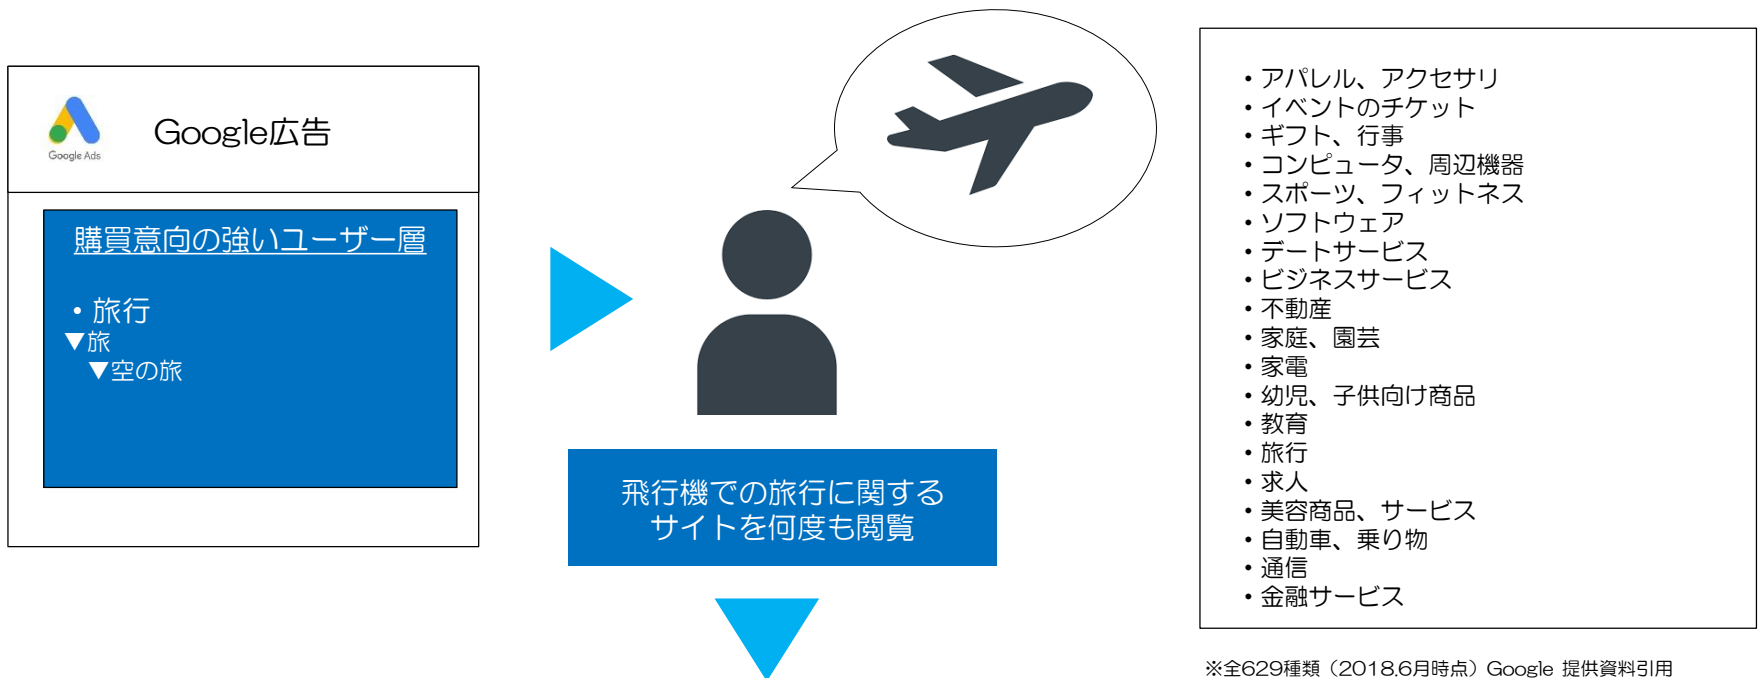 Google Ads
Google広告
購買意向の強いユーザー層
・旅行
▼旅
▼空の旅
飛行機での旅行に関する
サイトを何度も閲覧
・アパレル、アクセサリ
・イベントのチケット
・ギフト、行事
・コンピュータ、周辺機器
・スポーツ、フィットネス
・ソフトウェア
・デートサービス
・ビジネスサービス
・不動産
・家庭、園芸
・家電
・幼児、子供向け商品
・教育
・旅行
・求人
・美容商品、サービス
・自動車、乗り物
・通信
・金融サービス
※全629種類（2018.6月時点）Google 提供資料引用